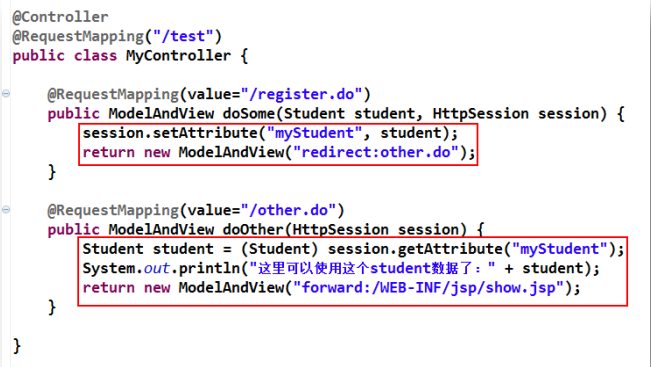 @Controller
@RequestMapping("/test")
public class MyController {
@RequestMapping(value="/register.do")
public ModelAndView doSome(Student student, HttpSession session) {
session.setAttribute("myStudent", student);
return new ModelAndView("redirect:other.do");
}
@RequestMapping(value="/other.do")
public ModelAndView doOther(HttpSession session) {
Student student = (Student) session.getAttribute("myStudent");
System.out.println("这里可以使用这个student数据了：" + student);
return new ModelAndView("forward:/WEB-INF/jsp/show.jsp");
}
}